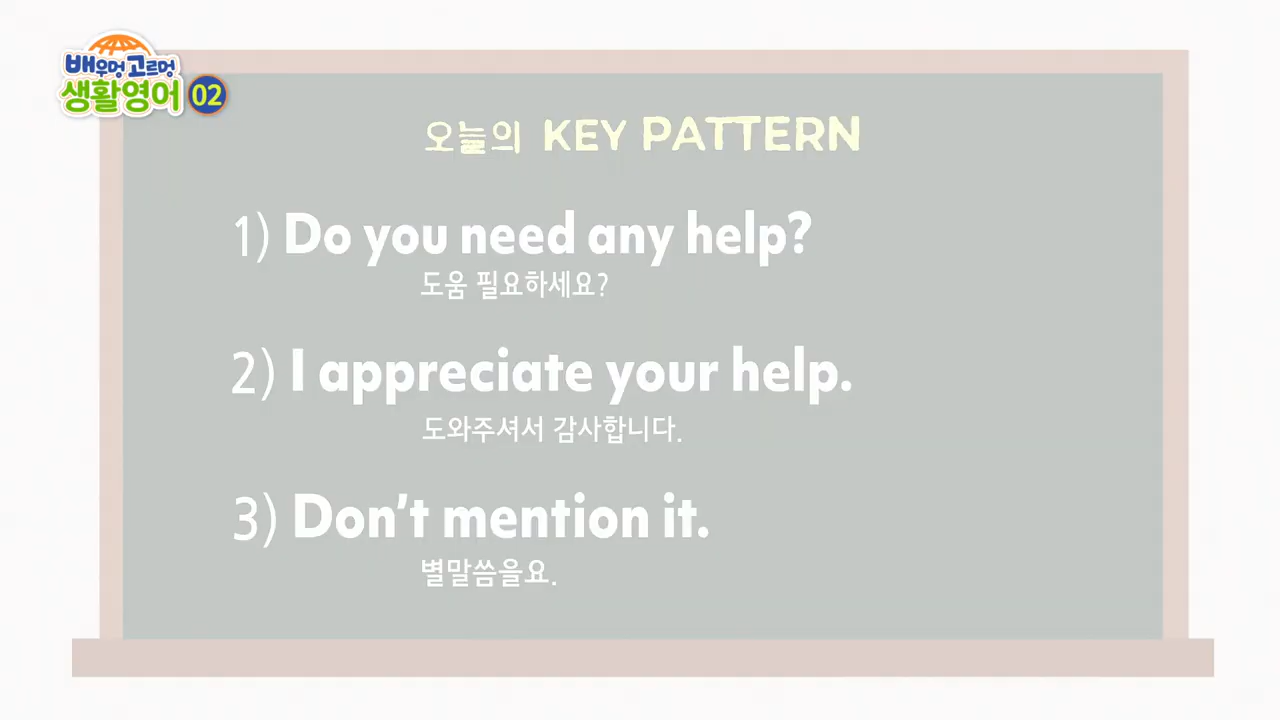 배우멍 고르멍
생활영어 02
오늘의 KEY PATTERN
1) Do you need any help?
도움 필요하세요?
2) I appreciate your help.
도와주셔서 감사합니다.
3) Don't mention it.
별말씀을요.